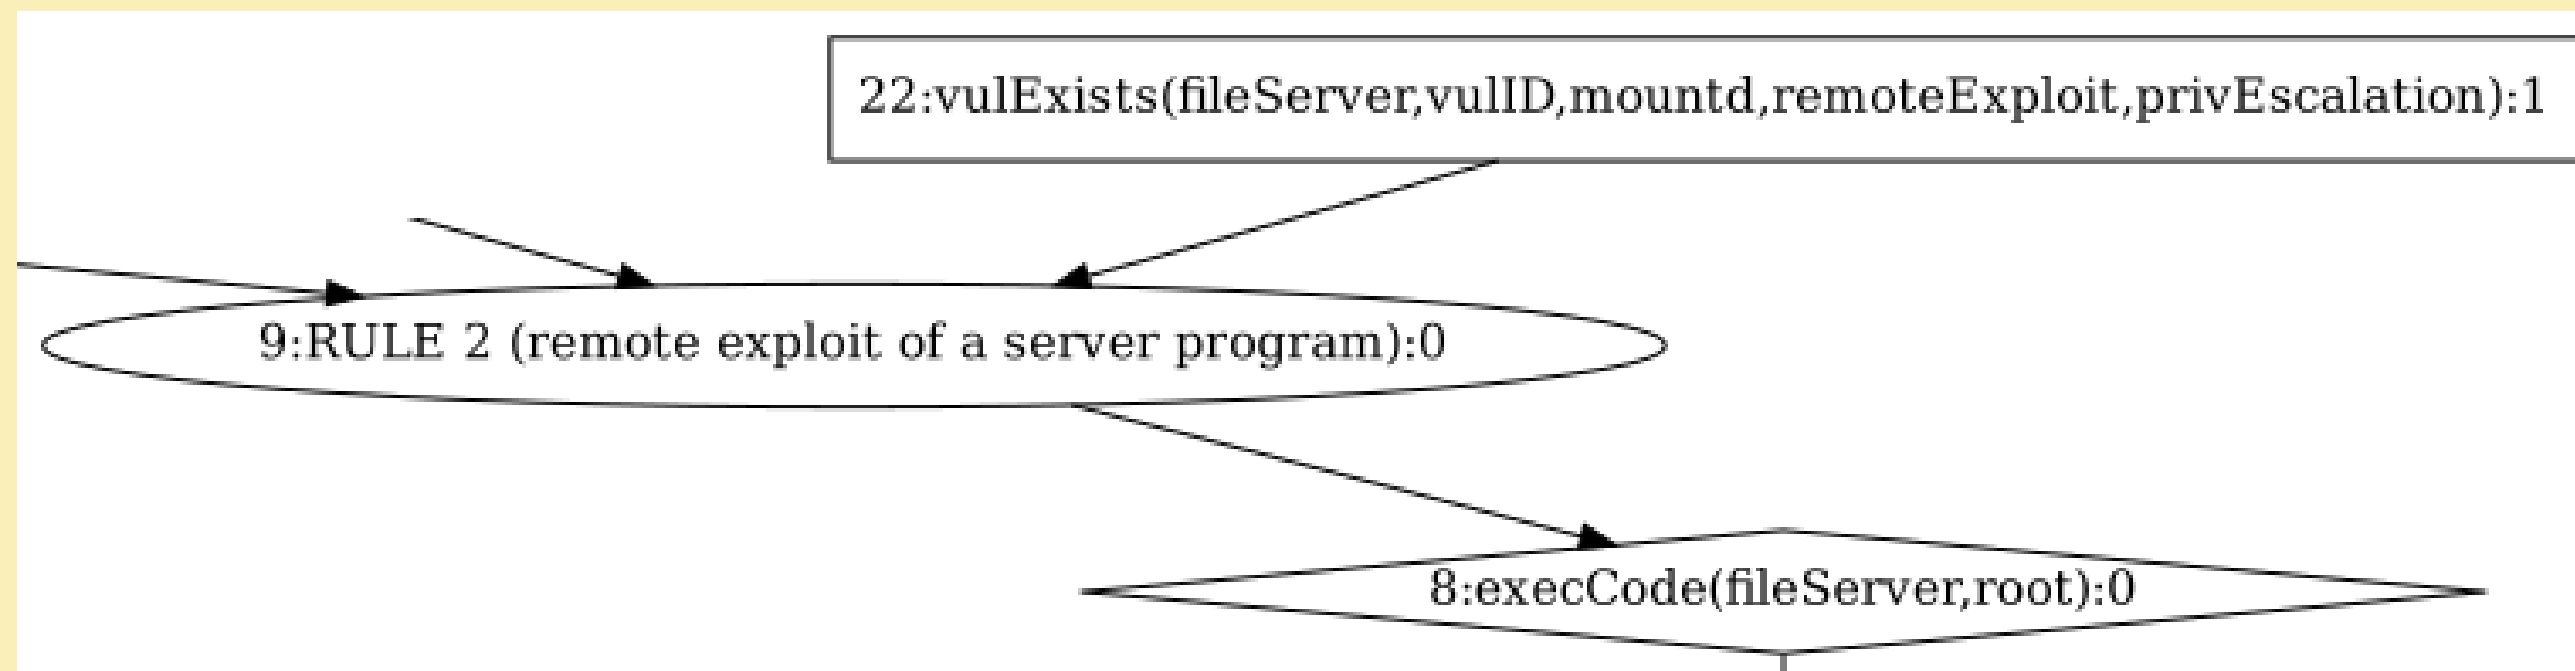 22:vulExists(fileServer,vulID,mountd,remoteExploit,privEscalation):1
9:RULE 2 (remote exploit of a server program):0
8:execCode(fileServer,root):0